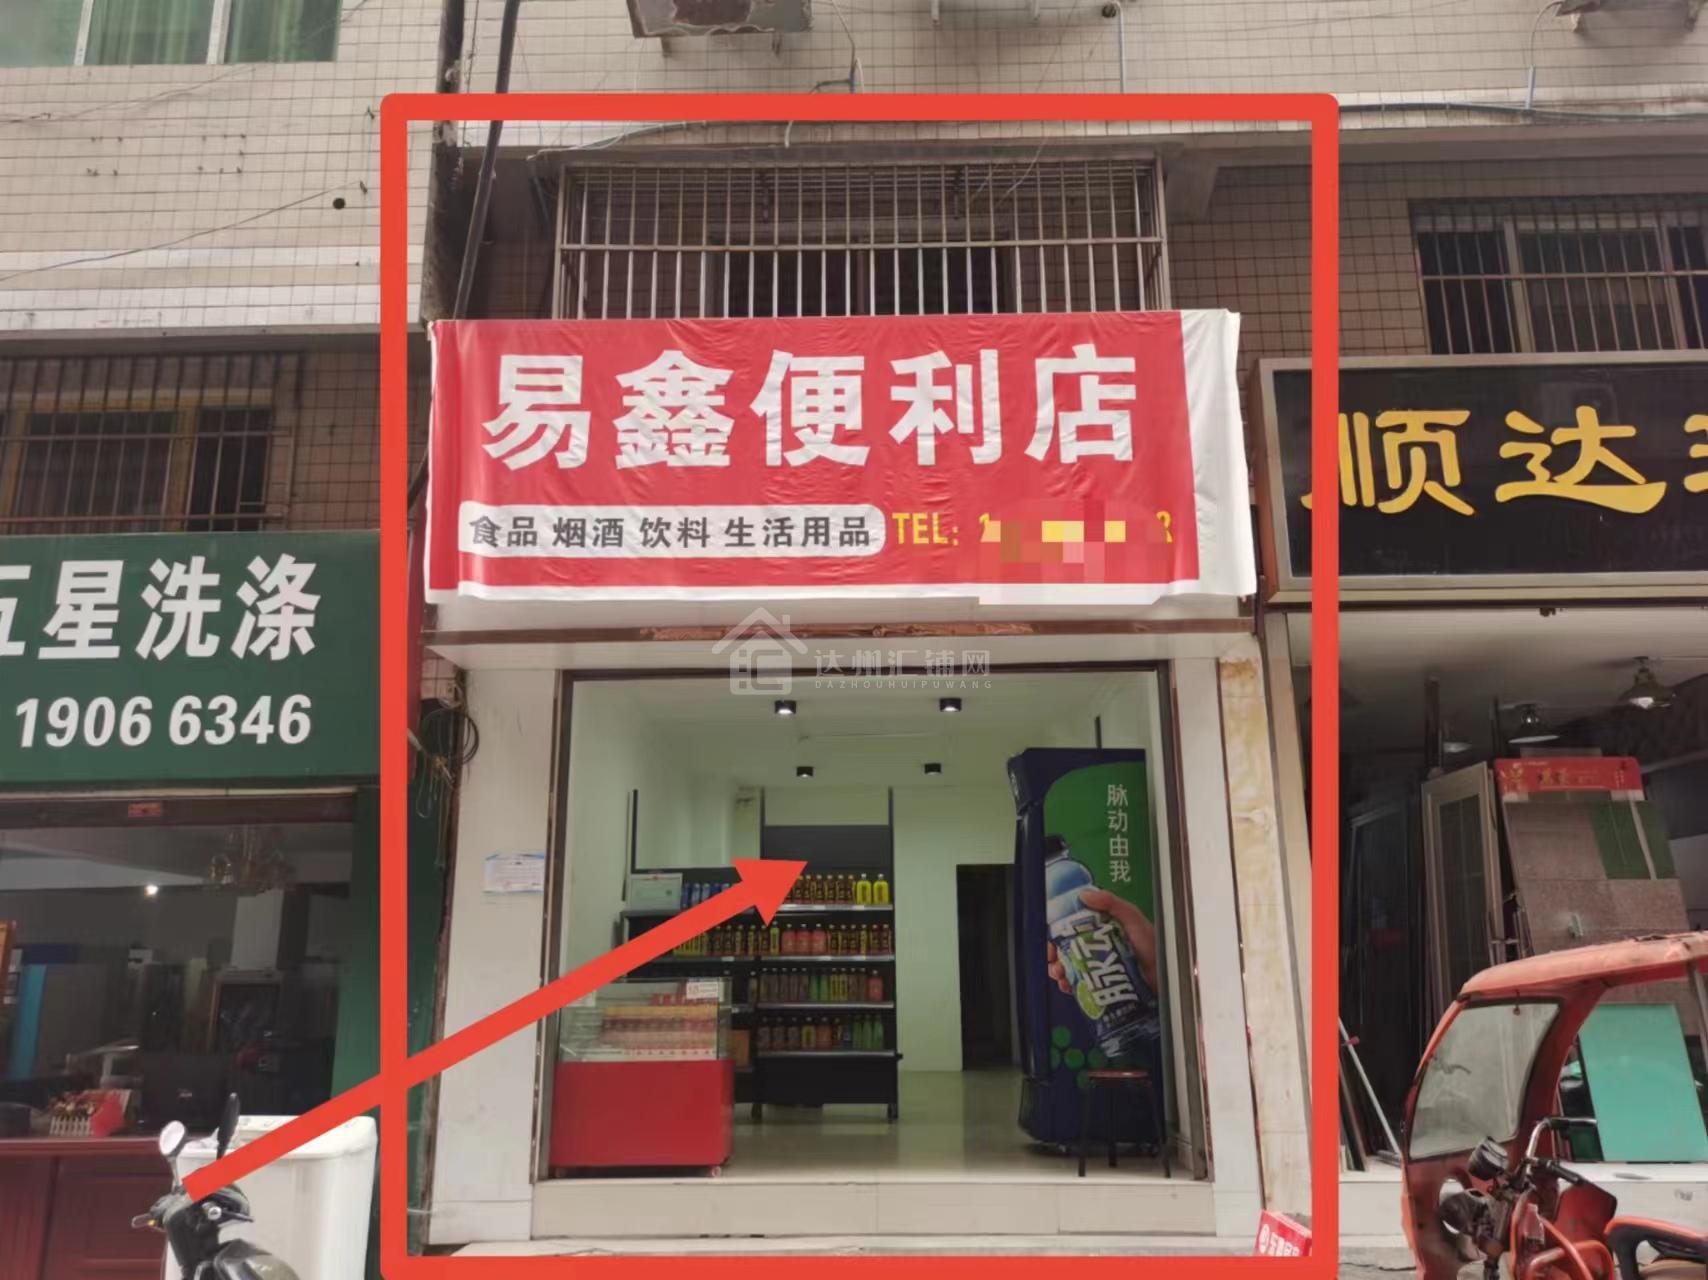 易鑫便利店
食品 烟酒 饮料 生活用品 TEL:
五星洗涤
1906 6346
顺达
达州汇铺网
DAZHOUHUIPUWANG
脉动由我
脉动